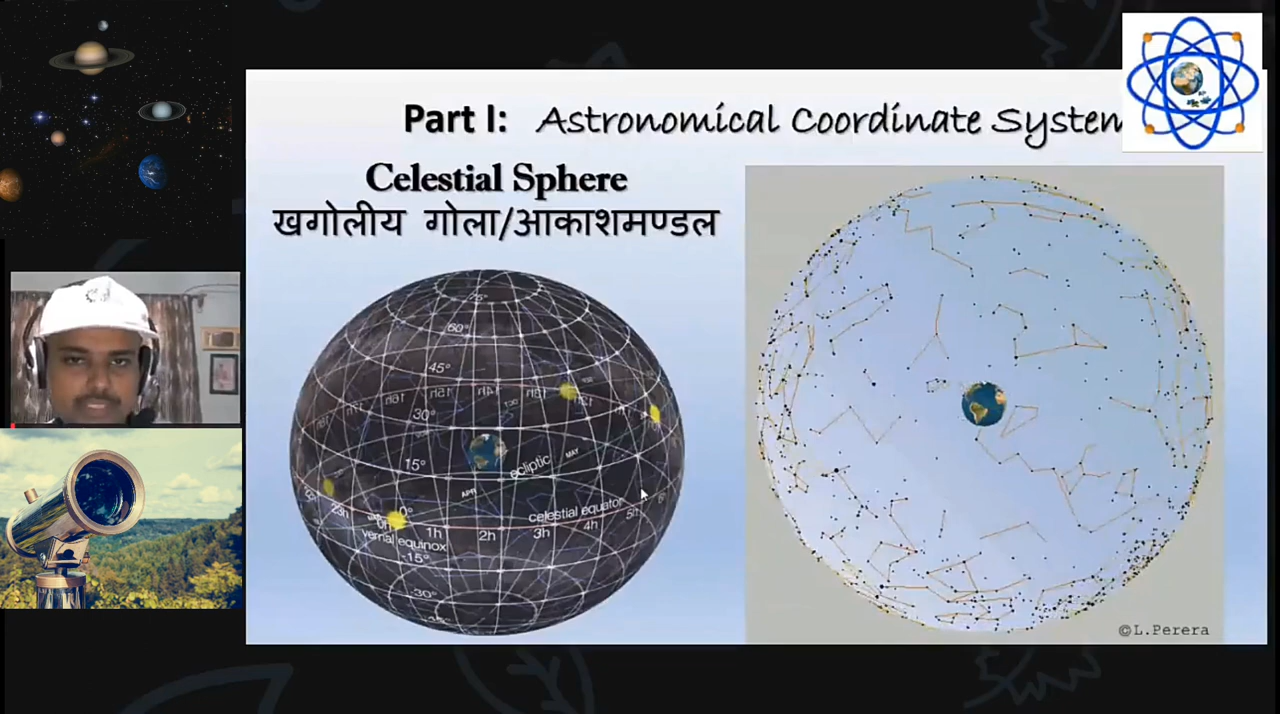 Part I: Astronomical Coordinate System
Celestial Sphere
खगोलीय गोला/आकाशमण्डल
75°
60°
45°
30°
15°
ecliptic
MAY
APR
celestial equator
0°
23h
0h
1h
2h
3h
4h
5h
vernal equinox
-15°
-30°
©L.Perera